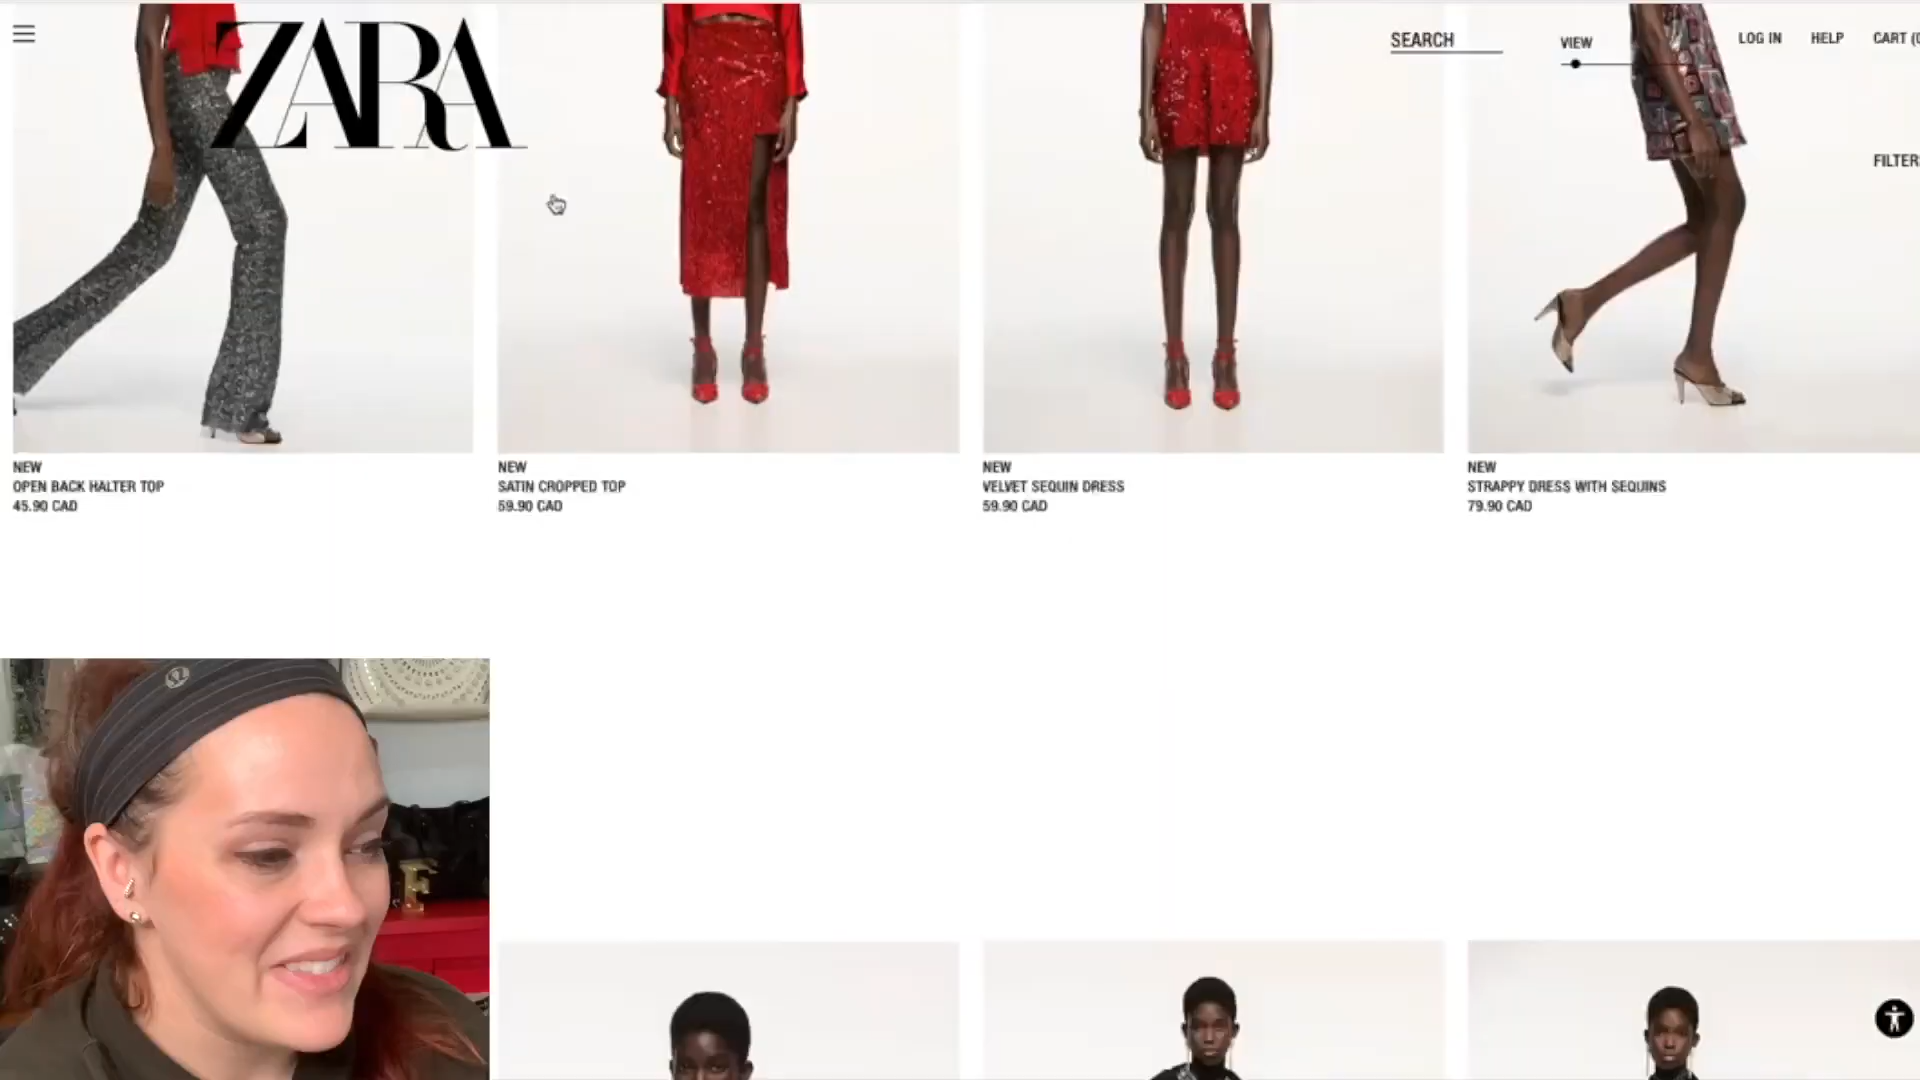 ZARA
SEARCH
VIEW
LOG IN
HELP
CART (0
FILTER
NEW
OPEN BACK HALTER TOP
45.90 CAD
NEW
SATIN CROPPED TOP
59.90 CAD
NEW
VELVET SEQUIN DRESS
59.90 CAD
NEW
STRAPPY DRESS WITH SEQUINS
79.90 CAD
F